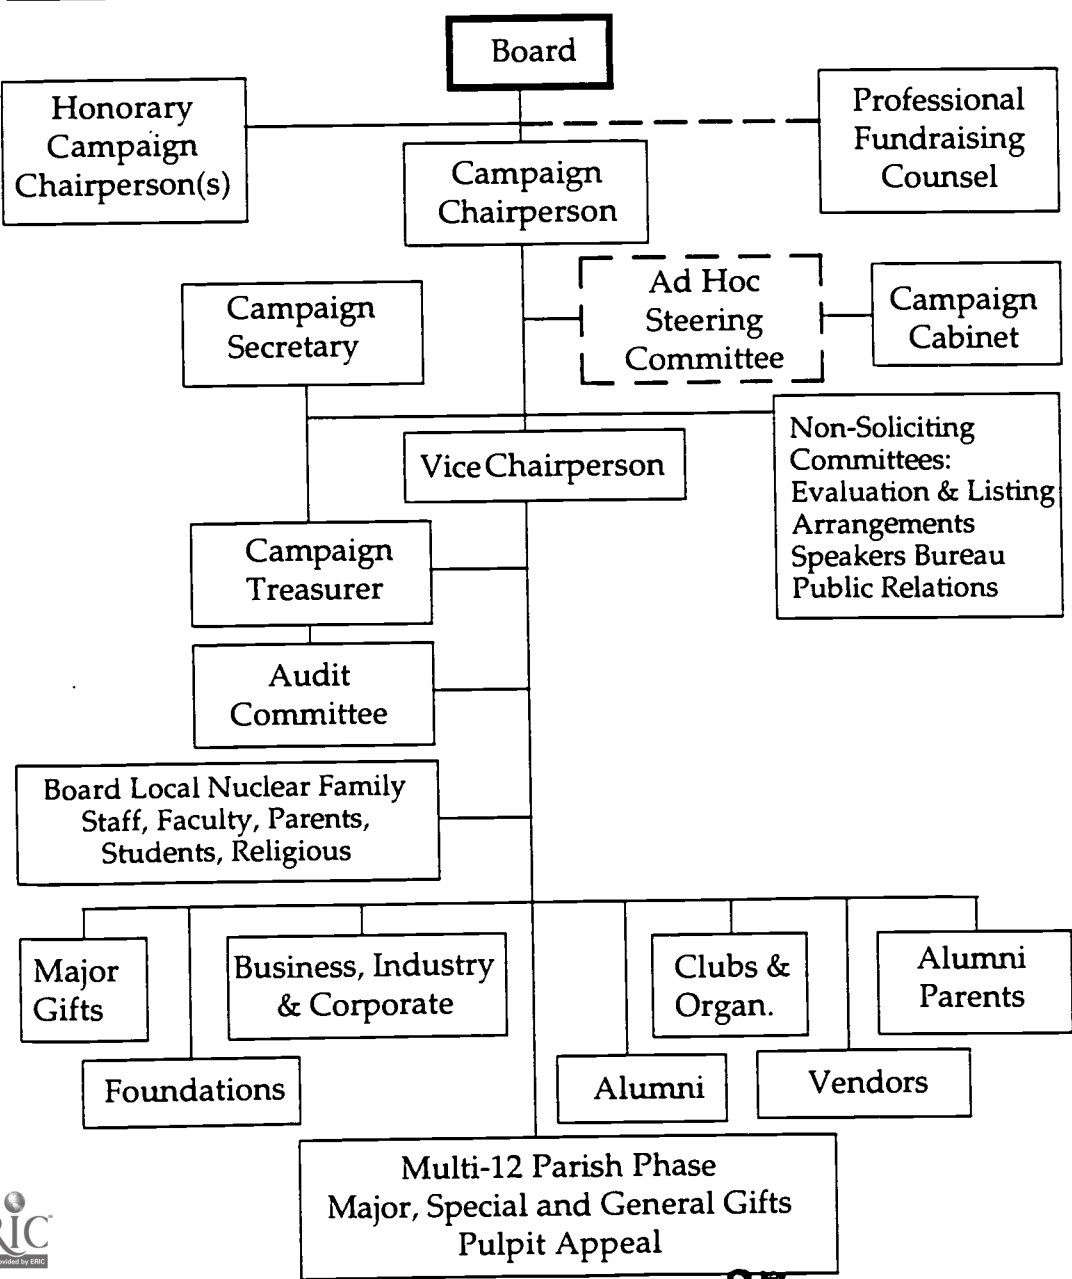 Board
Honorary
Campaign
Chairperson(s)
Professional
Fundraising
Counsel
Campaign
Chairperson
Ad Hoc
Steering
Committee
Campaign
Cabinet
Campaign
Secretary
Non-Soliciting
Committees:
Evaluation & Listing
Arrangements
Speakers Bureau
Public Relations
Vice Chairperson
Campaign
Treasurer
Audit
Committee
Board Local Nuclear Family
Staff, Faculty, Parents,
Students, Religious
Major
Gifts
Business, Industry
& Corporate
Clubs &
Organ.
Alumni
Parents
Foundations
Alumni
Vendors
Multi-12 Parish Phase
Major, Special and General Gifts
Pulpit Appeal